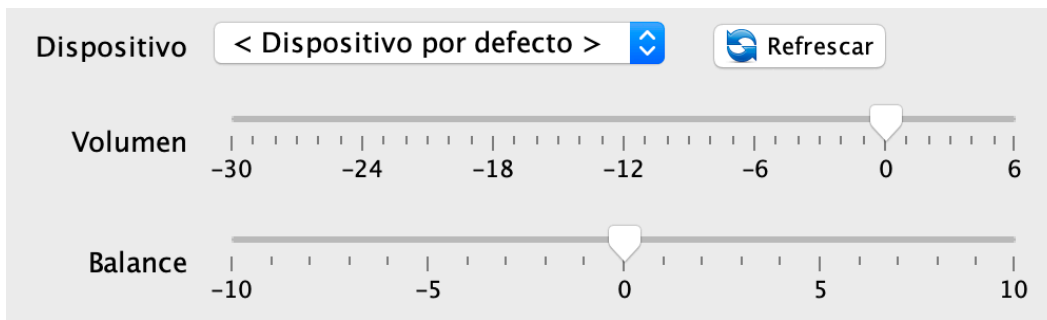 Dispositivo < Dispositivo por defecto > Refrescar
Volumen
−30 −24 −18 −12 −6 0 6
Balance
−10 −5 0 5 10